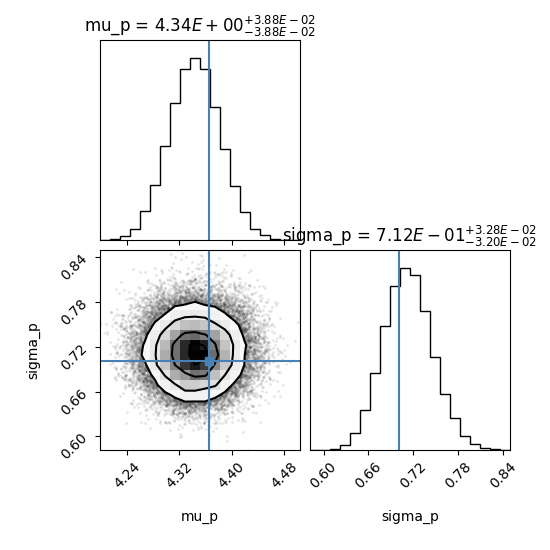 mu_p = 4.34E+00+3.88E−02
−3.88E−02
sigma_p = 7.12E−01+3.28E−02
−3.20E−02
0.84
0.78
0.72
0.66
0.60
sigma_p
4.24 4.32 4.40 4.48
0.60 0.66 0.72 0.78 0.84
mu_p
sigma_p